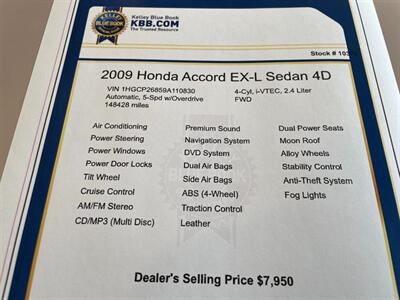 Kelley Blue Book
KBB.COM
The Trusted Resource
KELLEY
BLUE BOOK
Stock #
2009 Honda Accord EX-L Sedan 4D
VIN 1HGCP26859A110830
Automatic, 5-Spd w/Overdrive
148428 miles
4-Cyl, i-VTEC, 2.4 Liter
FWD
Air Conditioning
Power Steering
Power Windows
Power Door Locks
Tilt Wheel
Cruise Control
AM/FM Stereo
CD/MP3 (Multi Disc)
Premium Sound
Navigation System
DVD System
Dual Air Bags
Side Air Bags
ABS (4-Wheel)
Traction Control
Leather
Dual Power Seats
Moon Roof
Alloy Wheels
Stability Control
Anti-Theft System
Fog Lights
Dealer's Selling Price $7,950